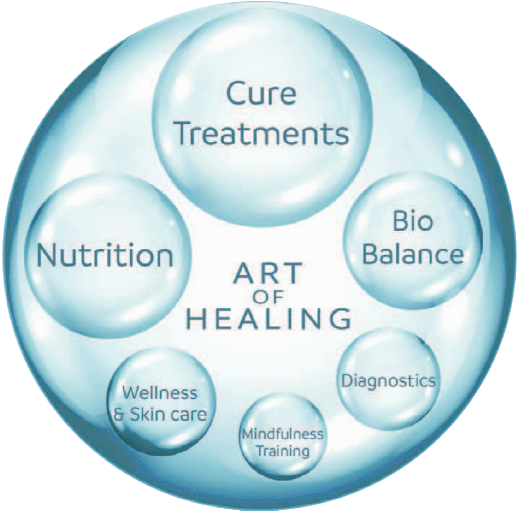 Cure
Treatments
Nutrition
Bio
Balance
ART
OF
HEALING
Diagnostics
Wellness
& Skin care
Mindfulness
Training